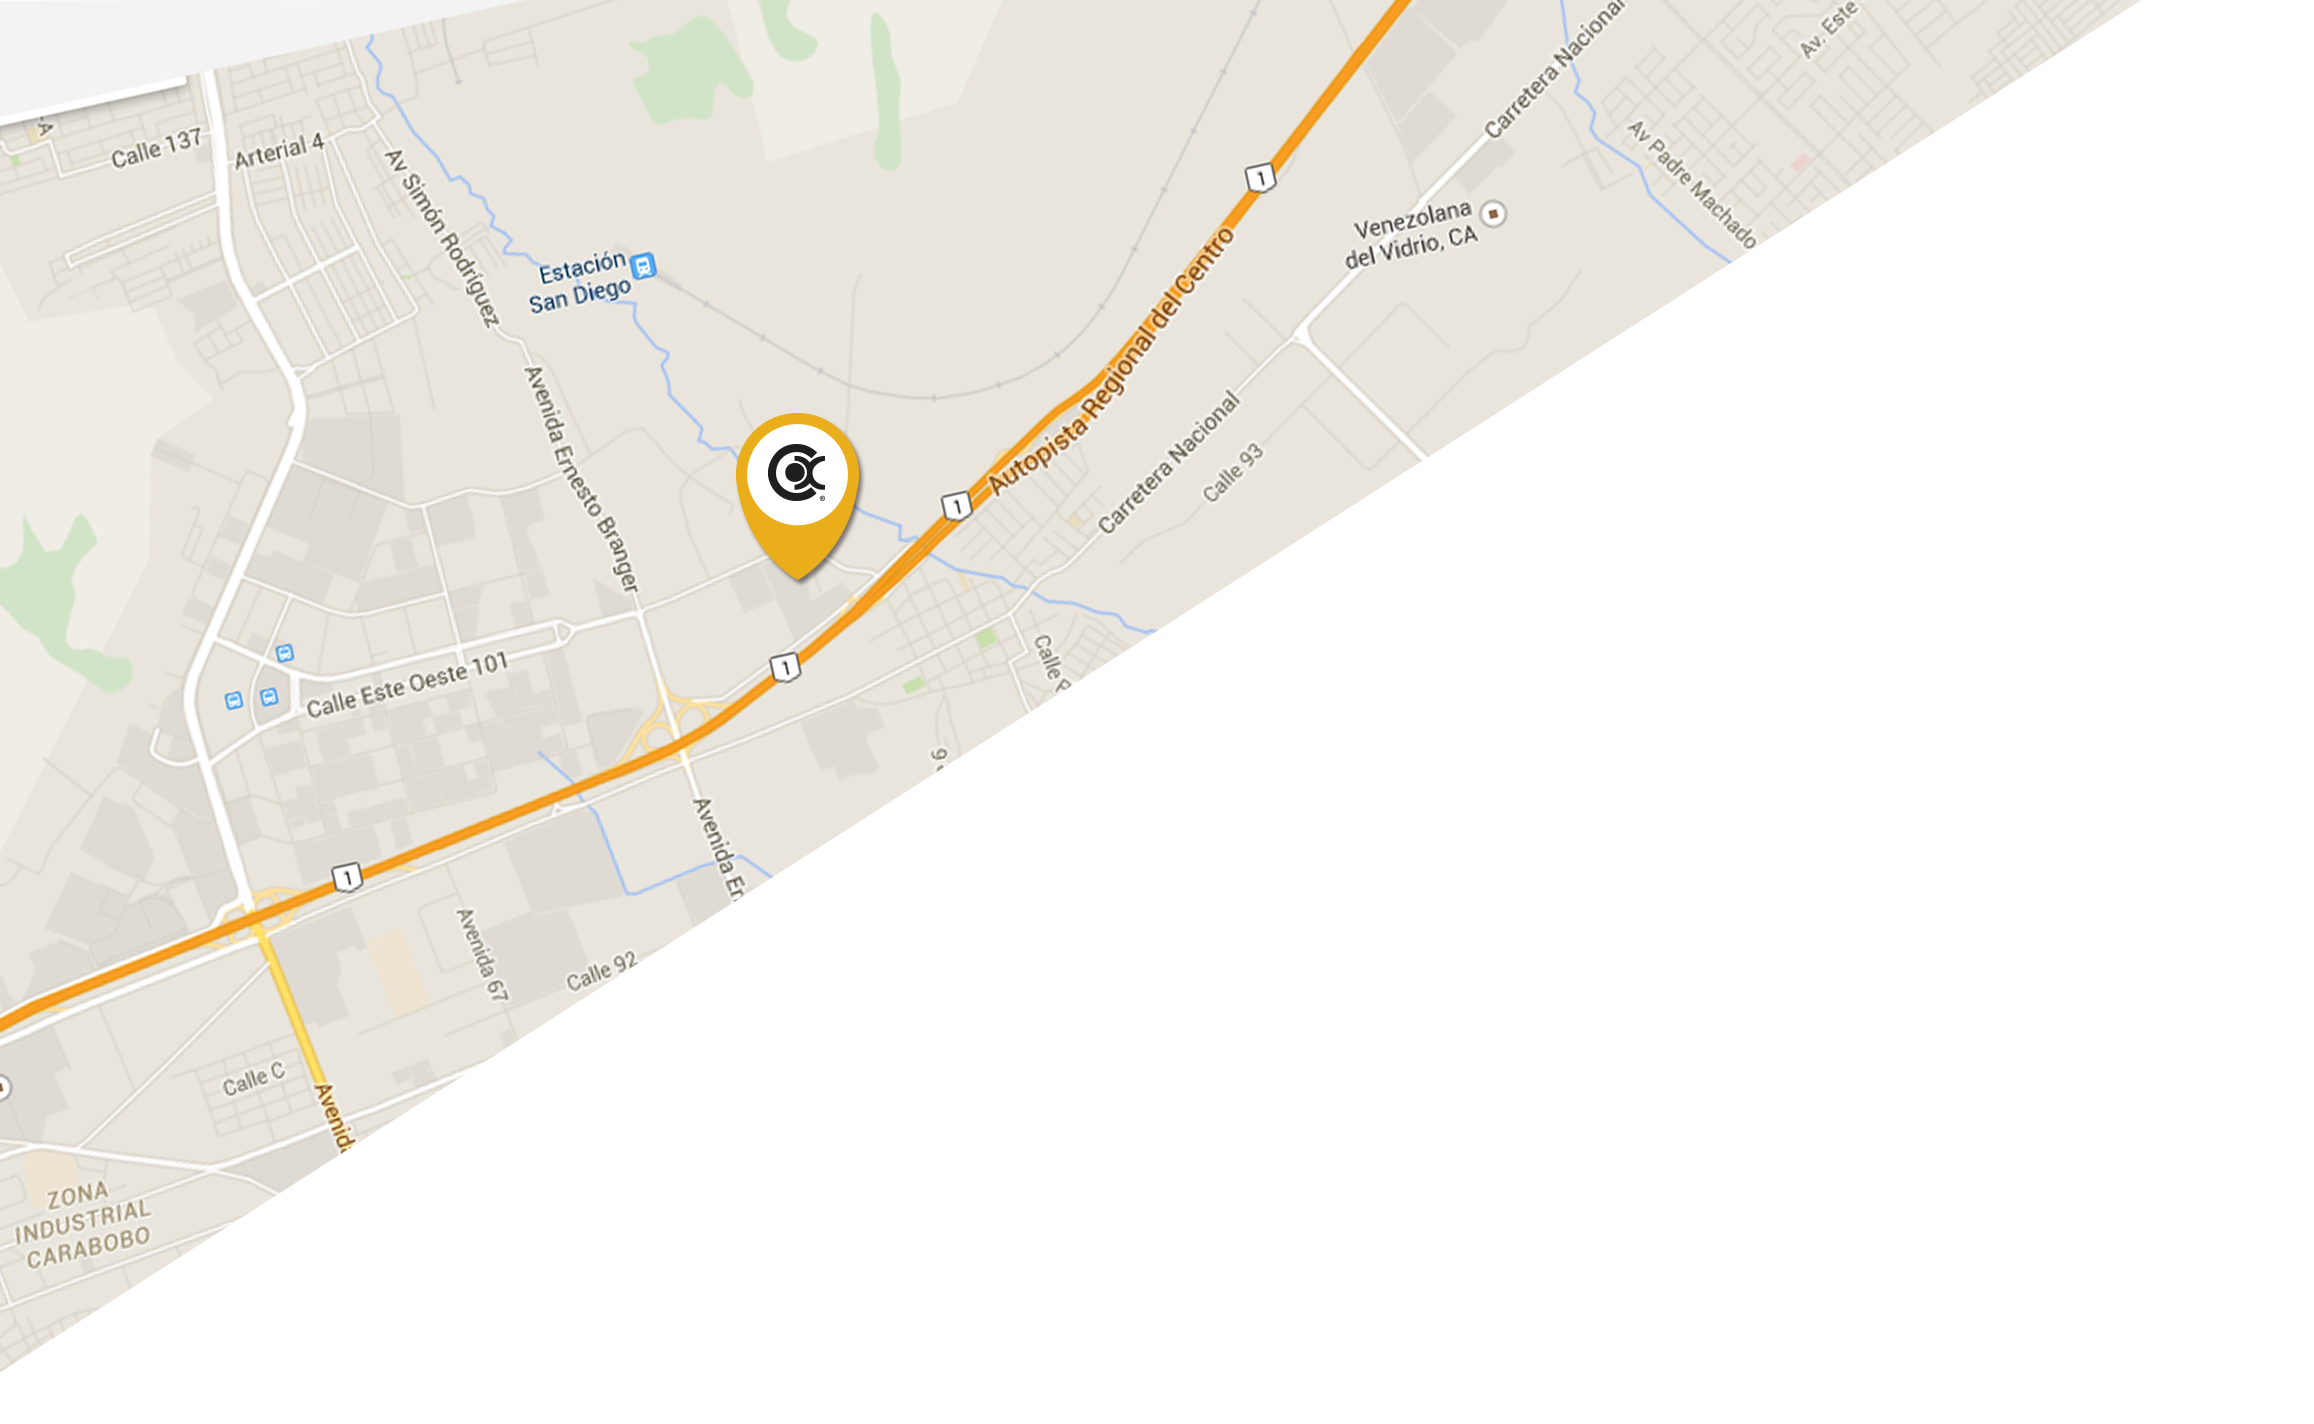 Av. Este
Carretera Nacional
-A
Calle 137
Arterial 4
Av Padre Machado
Av Simón Rodríguez
1
Venezolana
del Vidrio, CA
Estación
San Diego
Autopista Regional del Centro
Avenida Ernesto Branger
Carretera Nacional
Calle 93
1
®
Calle
1
Calle Este Oeste 101
9
Avenida Er
1
Avenida 67
Calle 92
Calle C
Avenida
ZONA
INDUSTRIAL
CARABOBO